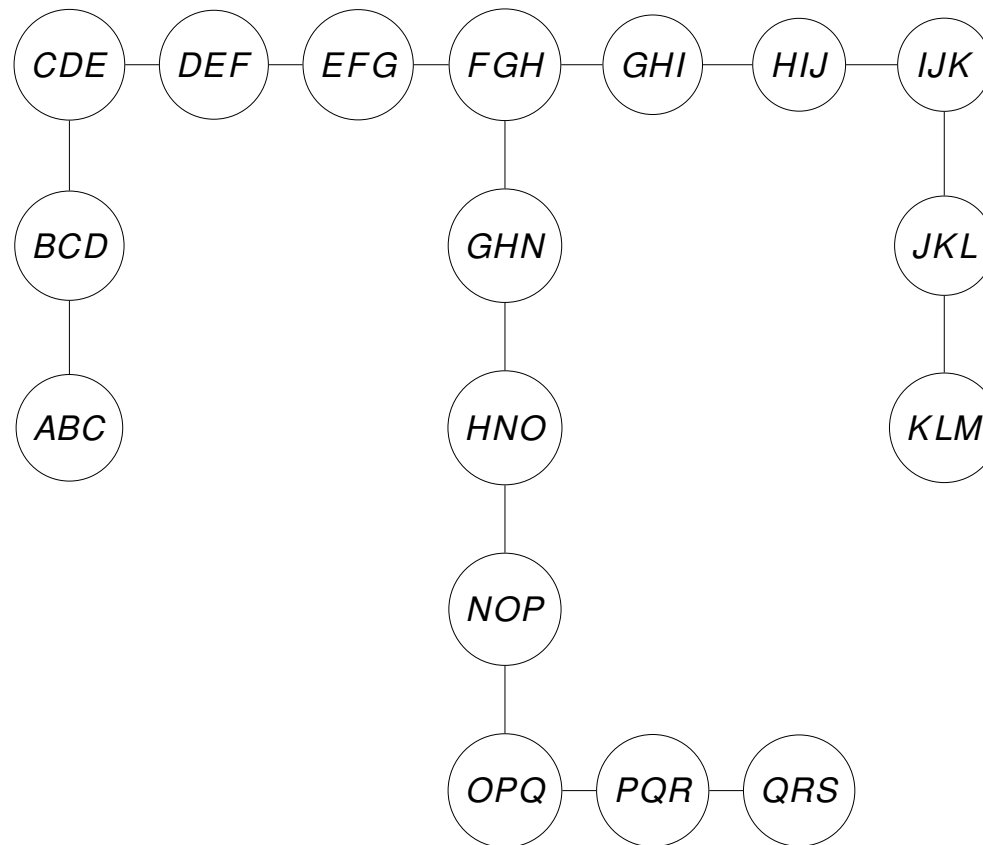 CDE DEF EFG FGH GHI HIJ IJK
BCD GHN JKL
ABC HNO KLM
NOP
OPQ PQR QRS